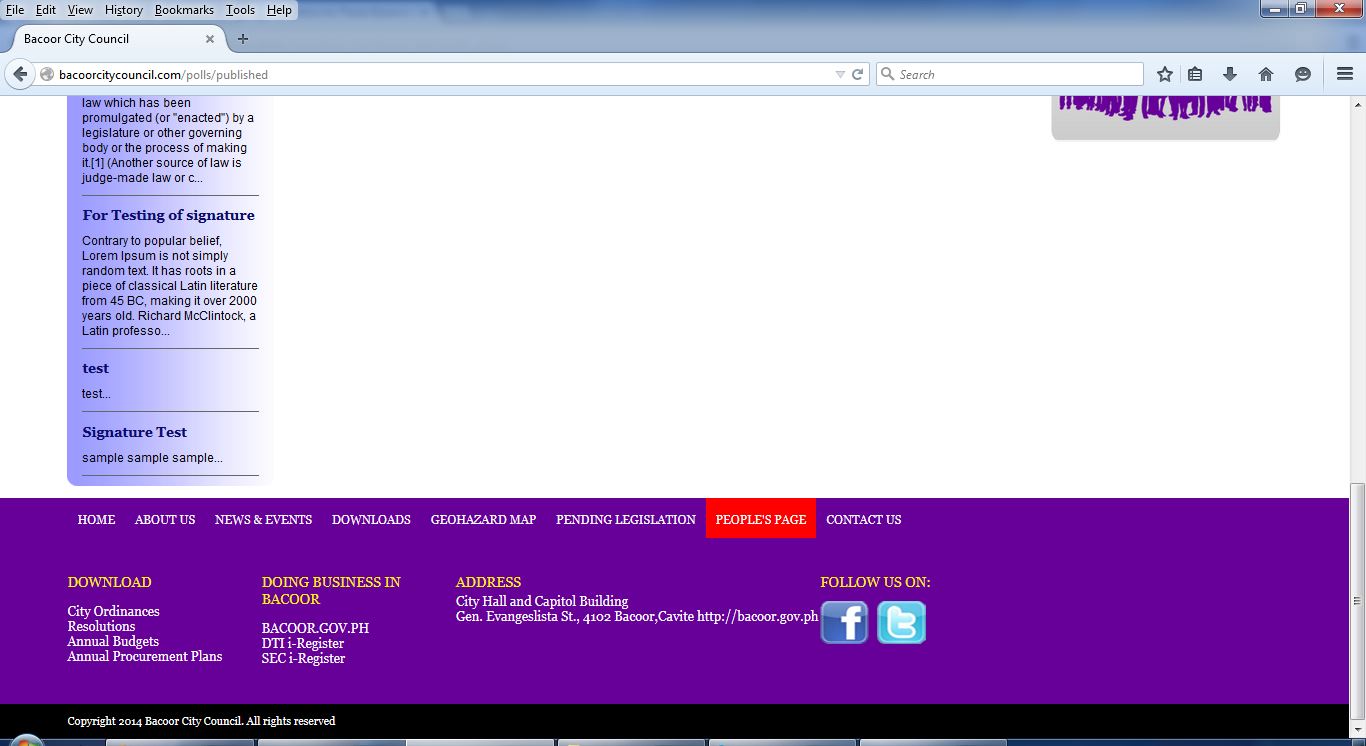 File Edit View History Bookmarks Tools Help
Bacoor City Council
bacoorcitycouncil.com/polls/published
Search
law which has been
promulgated (or "enacted") by a
legislature or other governing
body or the process of making
it.[1] (Another source of law is
judge-made law or c...
For Testing of signature
Contrary to popular belief,
Lorem Ipsum is not simply
random text. It has roots in a
piece of classical Latin literature
from 45 BC, making it over 2000
years old. Richard McClintock, a
Latin professo...
test
test...
Signature Test
sample sample sample...
HOME ABOUT US NEWS & EVENTS DOWNLOADS GEOHAZARD MAP PENDING LEGISLATION PEOPLE'S PAGE CONTACT US
DOWNLOAD
City Ordinances
Resolutions
Annual Budgets
Annual Procurement Plans
DOING BUSINESS IN
BACOOR
BACOOR.GOV.PH
DTI i-Register
SEC i-Register
ADDRESS
City Hall and Capitol Building
Gen. Evangeslista St., 4102 Bacoor,Cavite http://bacoor.gov.ph
FOLLOW US ON:
Copyright 2014 Bacoor City Council. All rights reserved